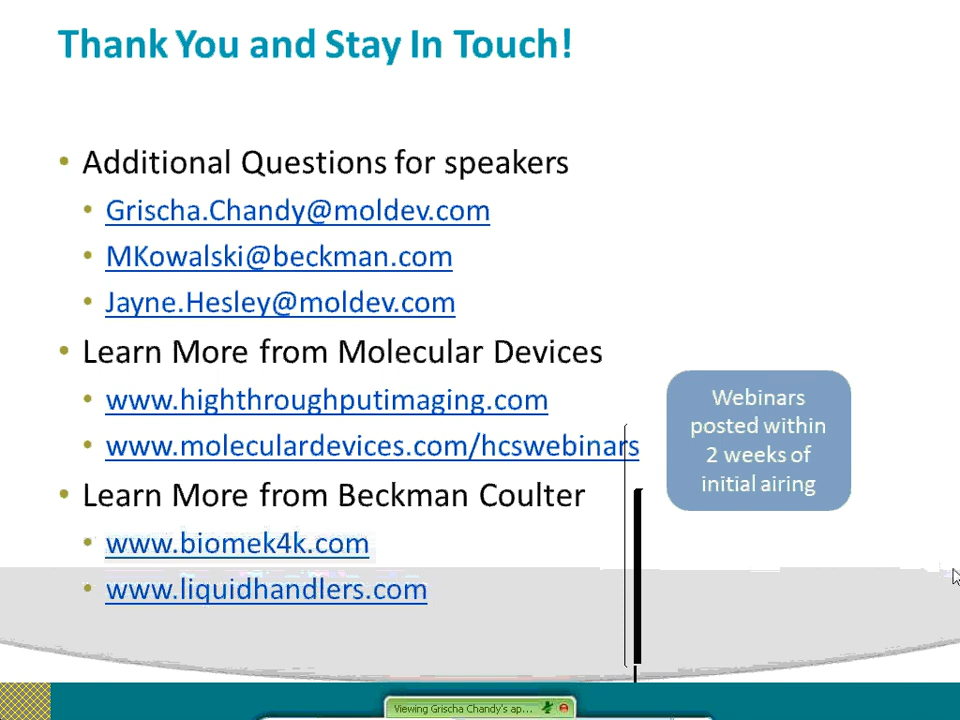 Thank You and Stay In Touch!
• Additional Questions for speakers
• Grischa.Chandy@moldev.com
• MKowalski@beckman.com
• Jayne.Hesley@moldev.com
• Learn More from Molecular Devices
• www.highthroughputimaging.com
• www.moleculardevices.com/hcswebinars
Webinars
posted within
2 weeks of
initial airing
• Learn More from Beckman Coulter
• www.biomek4k.com
• www.liquidhandlers.com
Viewing Grischa Chandy's ap...